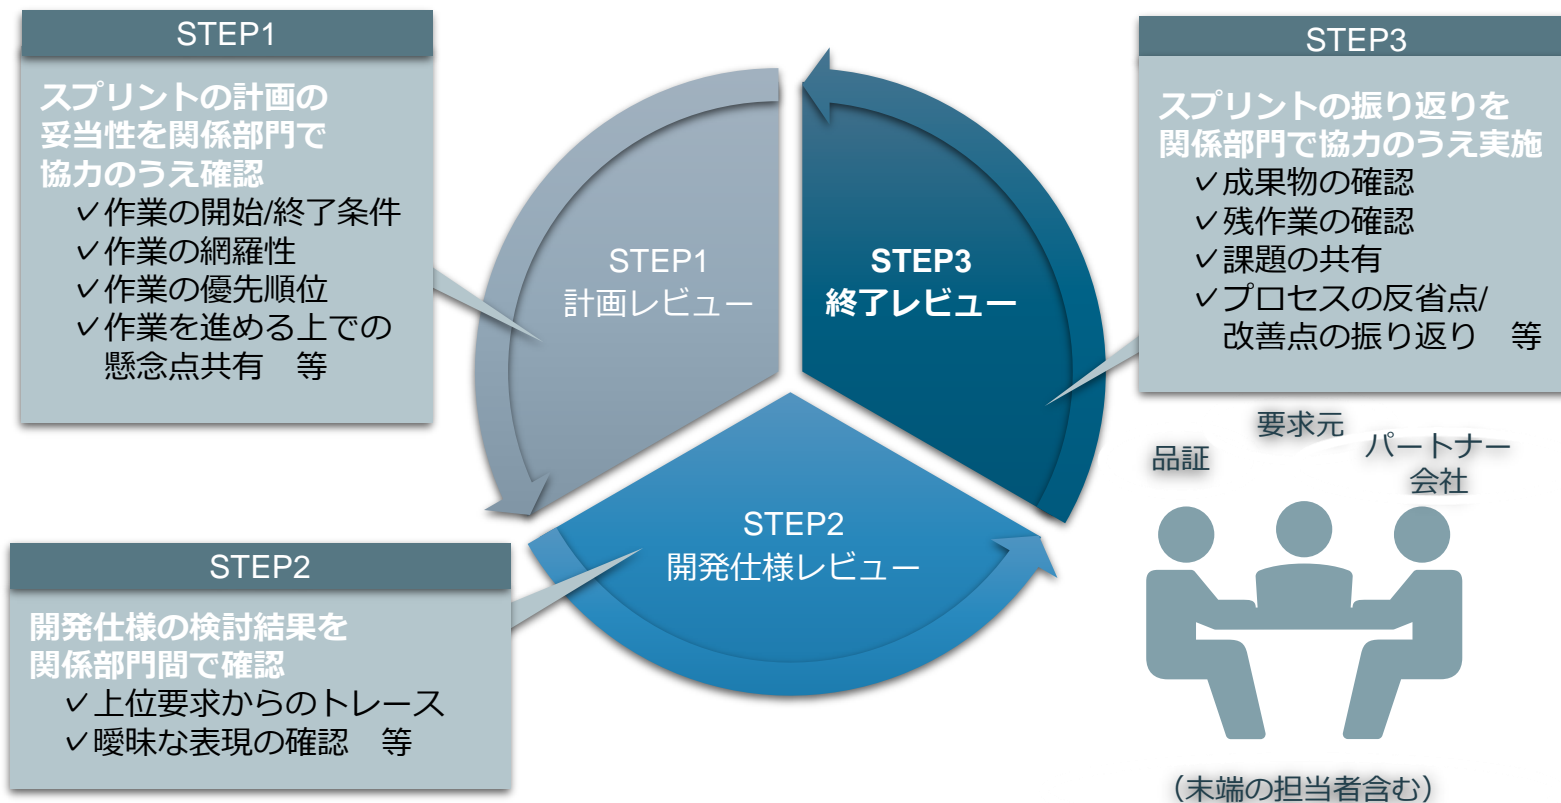 STEP1
スプリントの計画の
妥当性を関係部門で
協力のうえ確認
✓作業の開始/終了条件
✓作業の網羅性
✓作業の優先順位
✓作業を進める上での
懸念点共有　等
STEP1
計画レビュー
STEP3
終了レビュー
STEP2
開発仕様レビュー
STEP3
スプリントの振り返りを
関係部門で協力のうえ実施
✓成果物の確認
✓残作業の確認
✓課題の共有
✓プロセスの反省点/
改善点の振り返り　等
STEP2
開発仕様の検討結果を
関係部門間で確認
✓上位要求からのトレース
✓曖昧な表現の確認　等
品証
要求元
パートナー
会社
（末端の担当者含む）